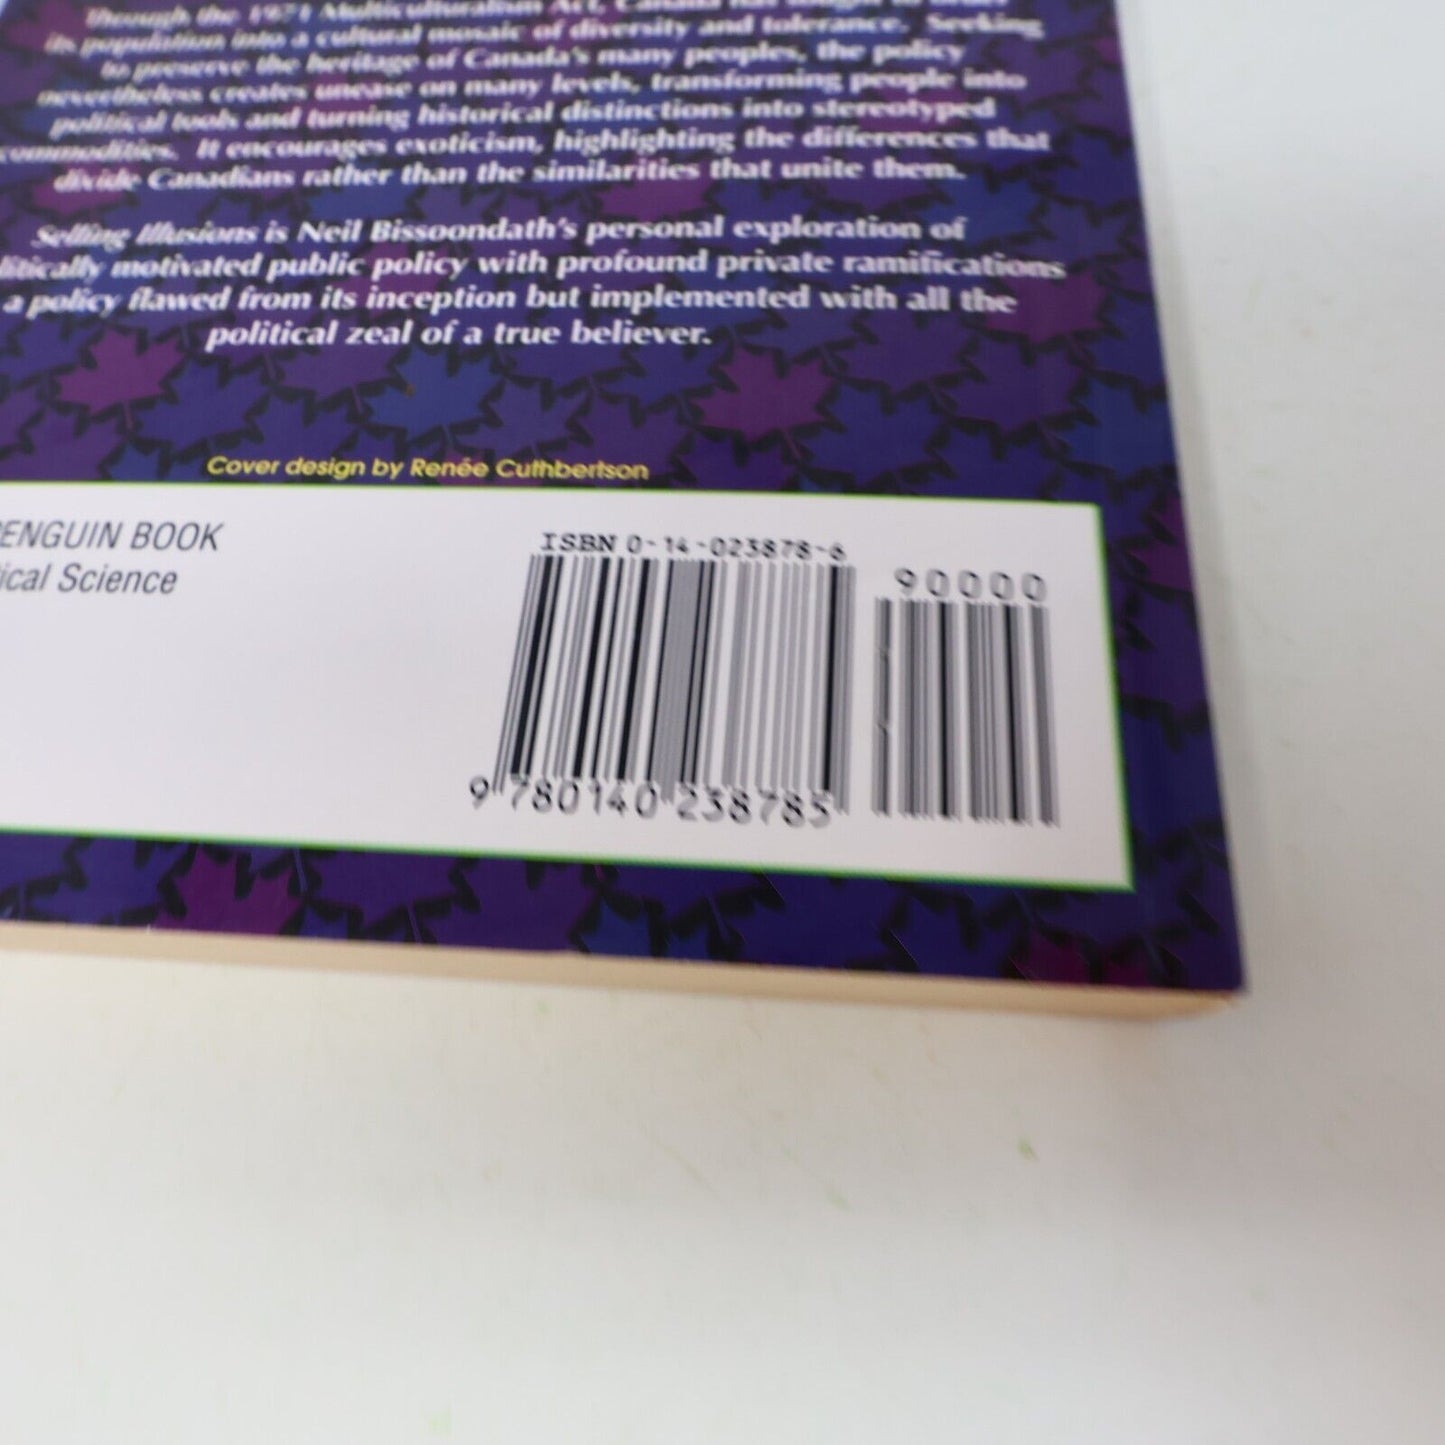 Through the 1971 Multiculturalism Act, Canada has sought to
its population into a cultural mosaic of diversity and tolerance. Seeking
to preserve the heritage of Canada's many peoples, the policy
nevertheless creates unease on many levels, transforming people into
political tools and turning historical distinctions into stereotyped
commodities. It encourages exoticism, highlighting the differences that
divide Canadians rather than the similarities that unite them.
Selling Illusions is Neil Bissoondath's personal exploration of
litically motivated public policy with profound private ramifications
a policy flawed from its inception but implemented with all the
political zeal of a true believer.
Cover design by Renée Cuthbertson
PENGUIN BOOK
ical Science
ISBN 0-14-023878-6
90000
9 780140 238785